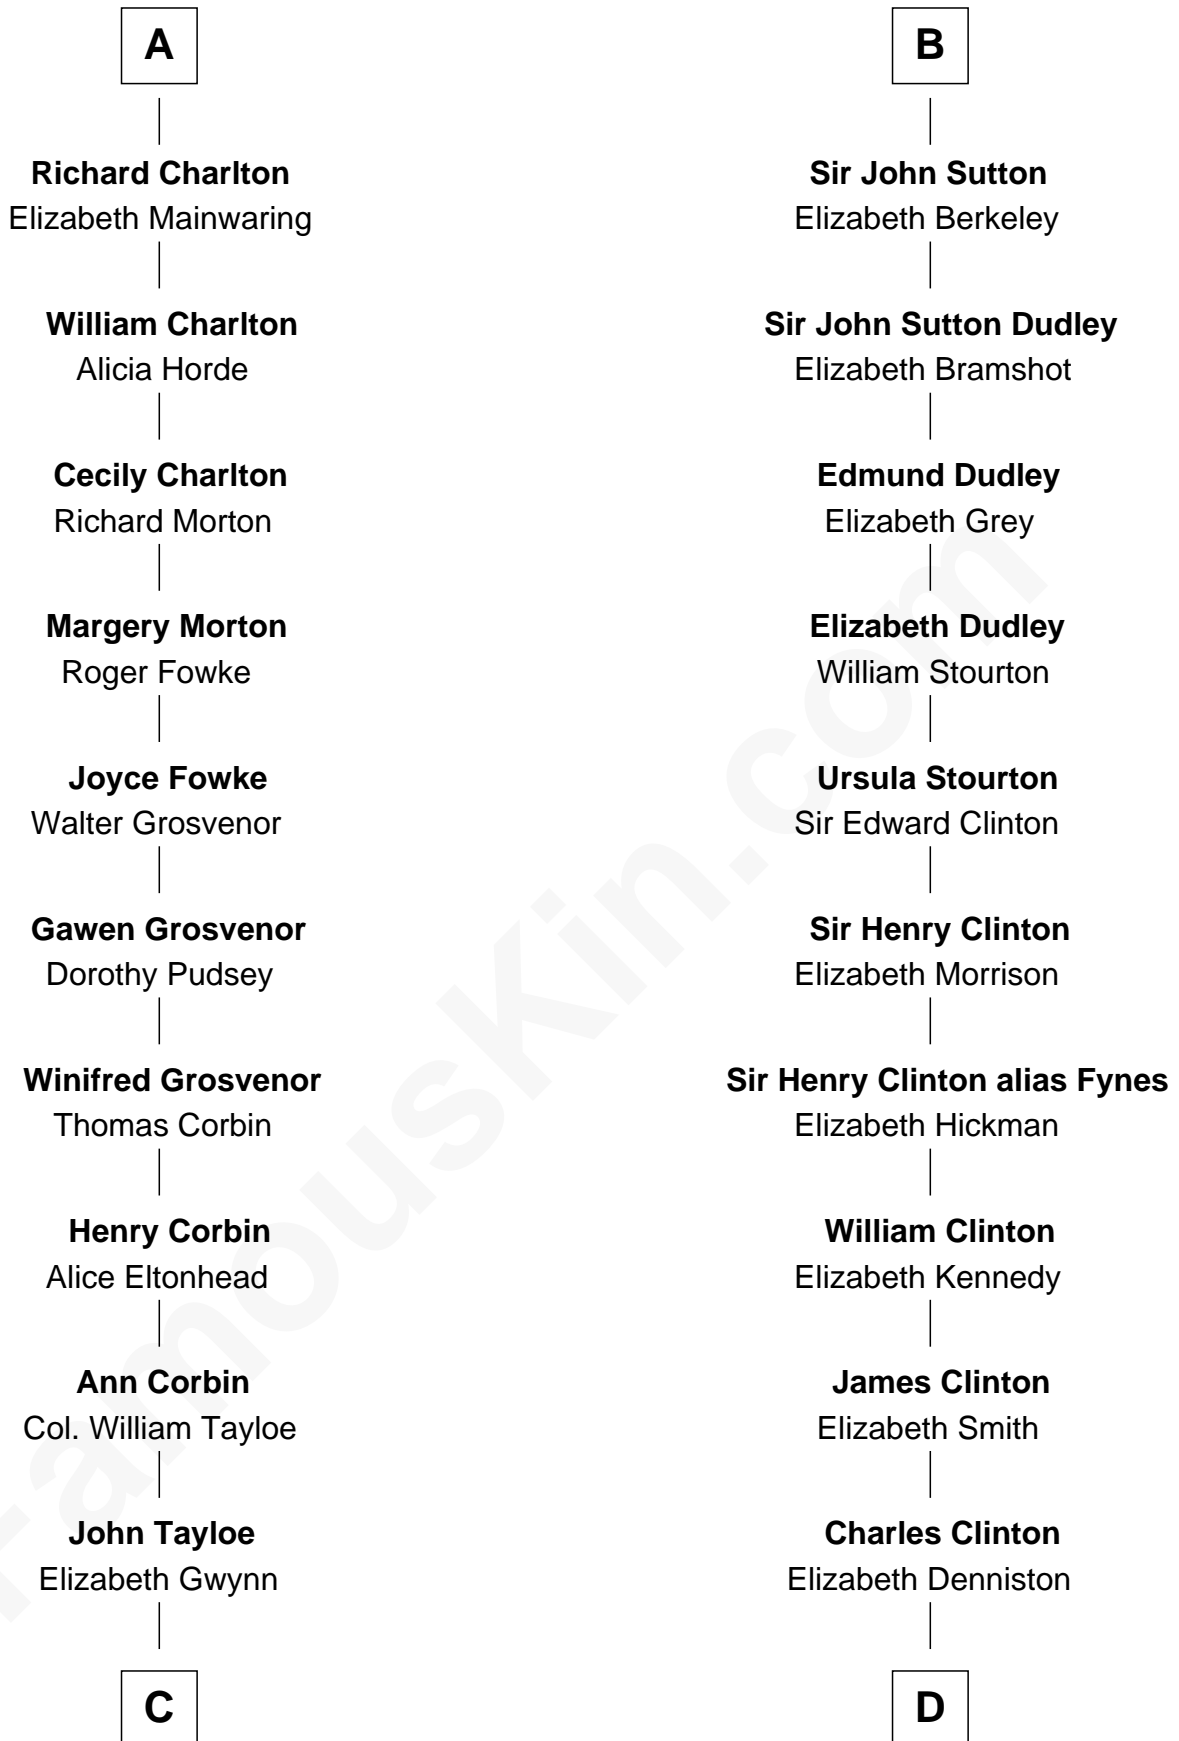 A
Richard Charlton
Elizabeth Mainwaring
William Charlton
Alicia Horde
Cecily Charlton
Richard Morton
Margery Morton
Roger Fowke
Joyce Fowke
Walter Grosvenor
Gawen Grosvenor
Dorothy Pudsey
Winifred Grosvenor
Thomas Corbin
Henry Corbin
Alice Eltonhead
Ann Corbin
Col. William Tayloe
John Tayloe
Elizabeth Gwynn
C
B
Sir John Sutton
Elizabeth Berkeley
Sir John Sutton Dudley
Elizabeth Bramshot
Edmund Dudley
Elizabeth Grey
Elizabeth Dudley
William Stourton
Ursula Stourton
Sir Edward Clinton
Sir Henry Clinton
Elizabeth Morrison
Sir Henry Clinton alias Fynes
Elizabeth Hickman
William Clinton
Elizabeth Kennedy
James Clinton
Elizabeth Smith
Charles Clinton
Elizabeth Denniston
D
FamousKin.com